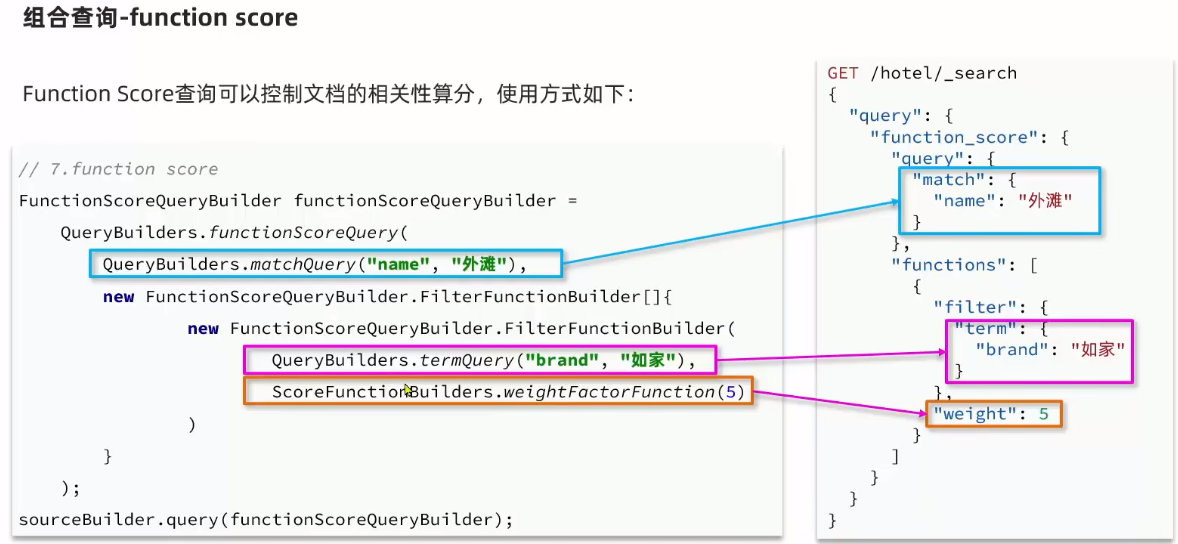 组合查询-function score
Function Score查询可以控制文档的相关性算分，使用方式如下：
// 7.function score
FunctionScoreQueryBuilder functionScoreQueryBuilder =
QueryBuilders.functionScoreQuery(
QueryBuilders.matchQuery("name", "外滩"),
new FunctionScoreQueryBuilder.FilterFunctionBuilder[]{
new FunctionScoreQueryBuilder.FilterFunctionBuilder(
QueryBuilders.termQuery("brand", "如家"),
ScoreFunctionBuilders.weightFactorFunction(5)
)
}
);
sourceBuilder.query(functionScoreQueryBuilder);
GET /hotel/_search
{
"query": {
"function_score": {
"query": {
"match": {
"name": "外滩"
}
},
"functions": [
{
"filter": {
"term": {
"brand": "如家"
}
},
"weight": 5
}
]
}
}
}